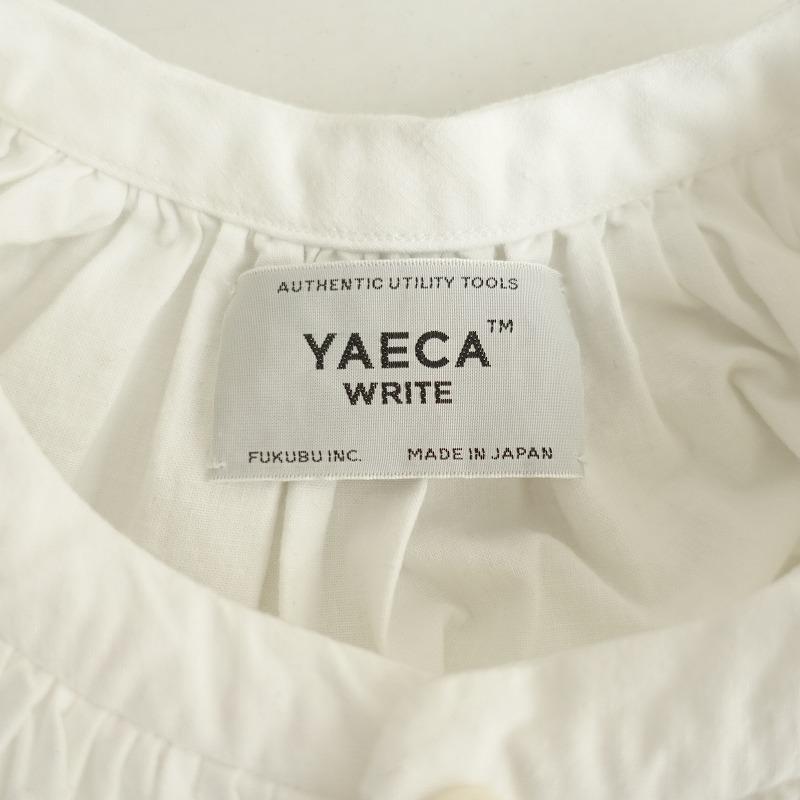 AUTHENTIC UTILITY TOOLS
YAECA™
WRITE
FUKUBU INC. MADE IN JAPAN